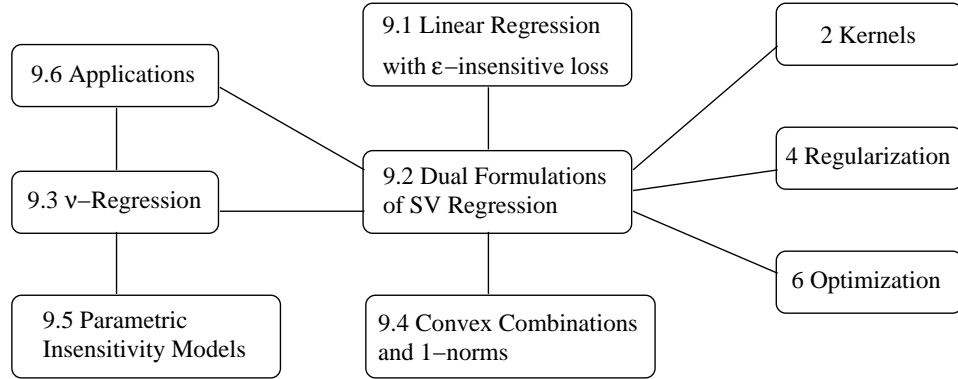 9.1 Linear Regression
with ε−insensitive loss
2 Kernels
9.6 Applications
9.2 Dual Formulations
of SV Regression
4 Regularization
9.3 ν−Regression
6 Optimization
9.5 Parametric
Insensitivity Models
9.4 Convex Combinations
and 1−norms